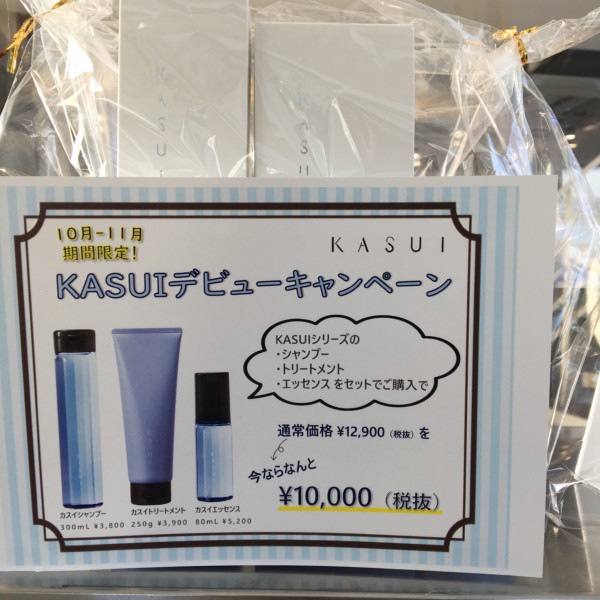 KASUI
KASUI
10月-11月
期間限定！
KASUI
KASUIデビューキャンペーン
KASUIシリーズの
・シャンプー
・トリートメント
・エッセンス をセットでご購入で
通常価格 ¥12,900（税抜）を
今ならなんと
¥10,000（税抜）
カスイシャンプー
300mL ¥3,800
カスイトリートメント
250g ¥3,900
カスイエッセンス
80mL ¥5,200